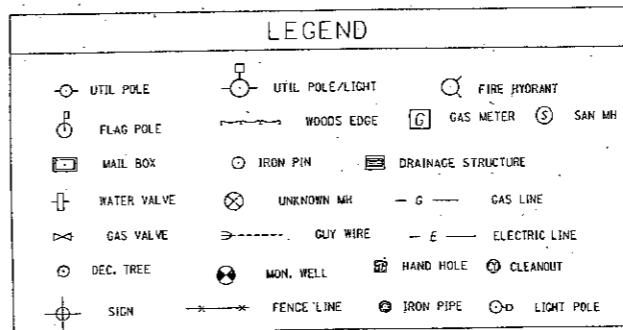 LEGEND
UTIL POLE UTIL POLE/LIGHT FIRE HYDRANT
FLAG POLE WOODS EDGE G GAS METER S SAN MH
MAIL BOX IRON PIN DRAINAGE STRUCTURE
WATER VALVE UNKNOWN MH G GAS LINE
GAS VALVE GUY WIRE E ELECTRIC LINE
DEC. TREE MON. WELL HAND HOLE CLEANOUT
SIGN FENCE LINE IRON PIPE LIGHT POLE